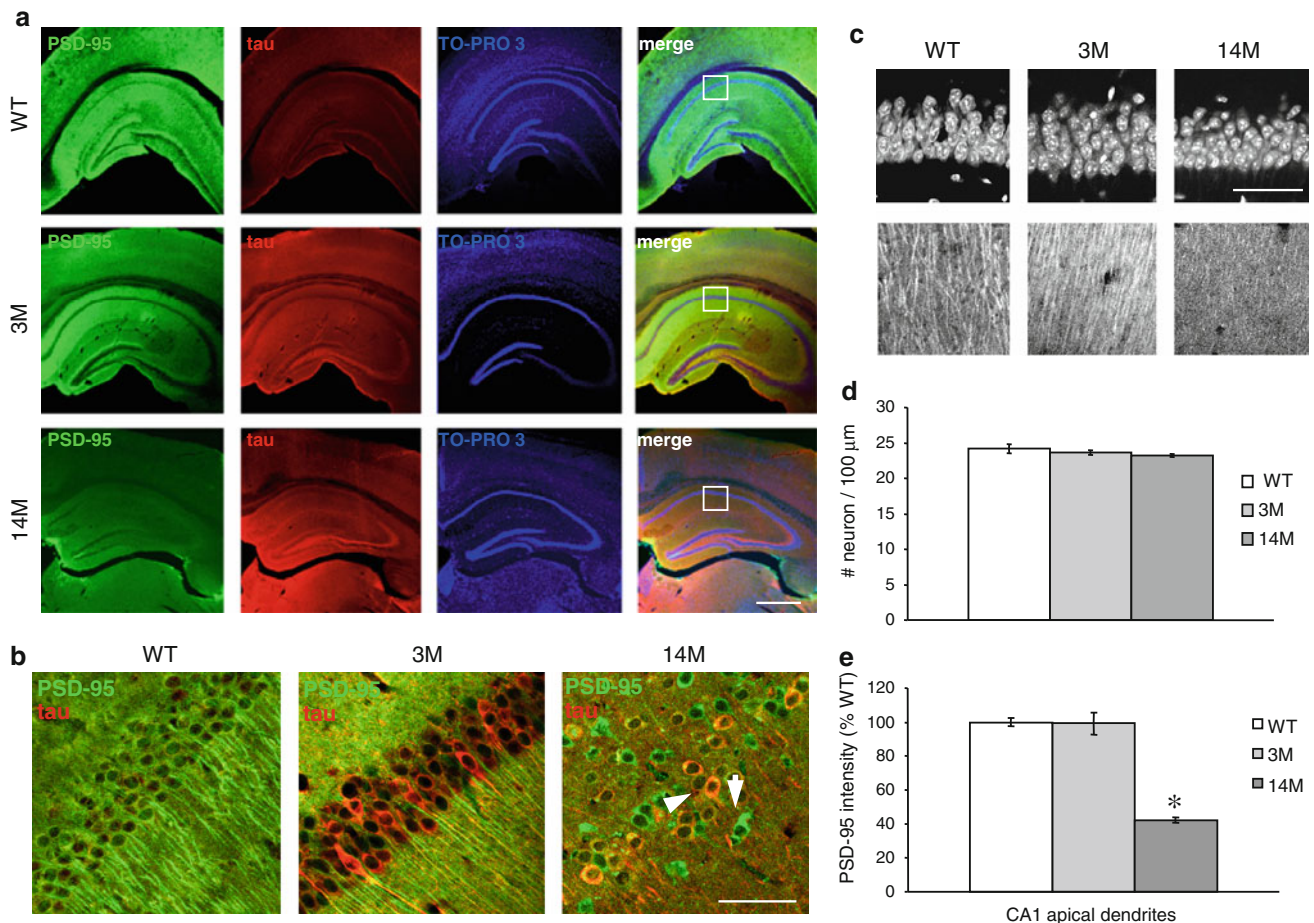 a
PSD-95 tau TO-PRO 3 merge
WT
PSD-95 tau TO-PRO 3 merge
3M
PSD-95 tau TO-PRO 3 merge
14M
b
WT 3M 14M
PSD-95 PSD-95 PSD-95
tau tau tau
c
WT 3M 14M
d
30
25
20
15
10
5
0
# neuron / 100 µm
WT
3M
14M
e
120
100
80
60
40
20
0
PSD-95 intensity (% WT)
*
WT
3M
14M
CA1 apical dendrites